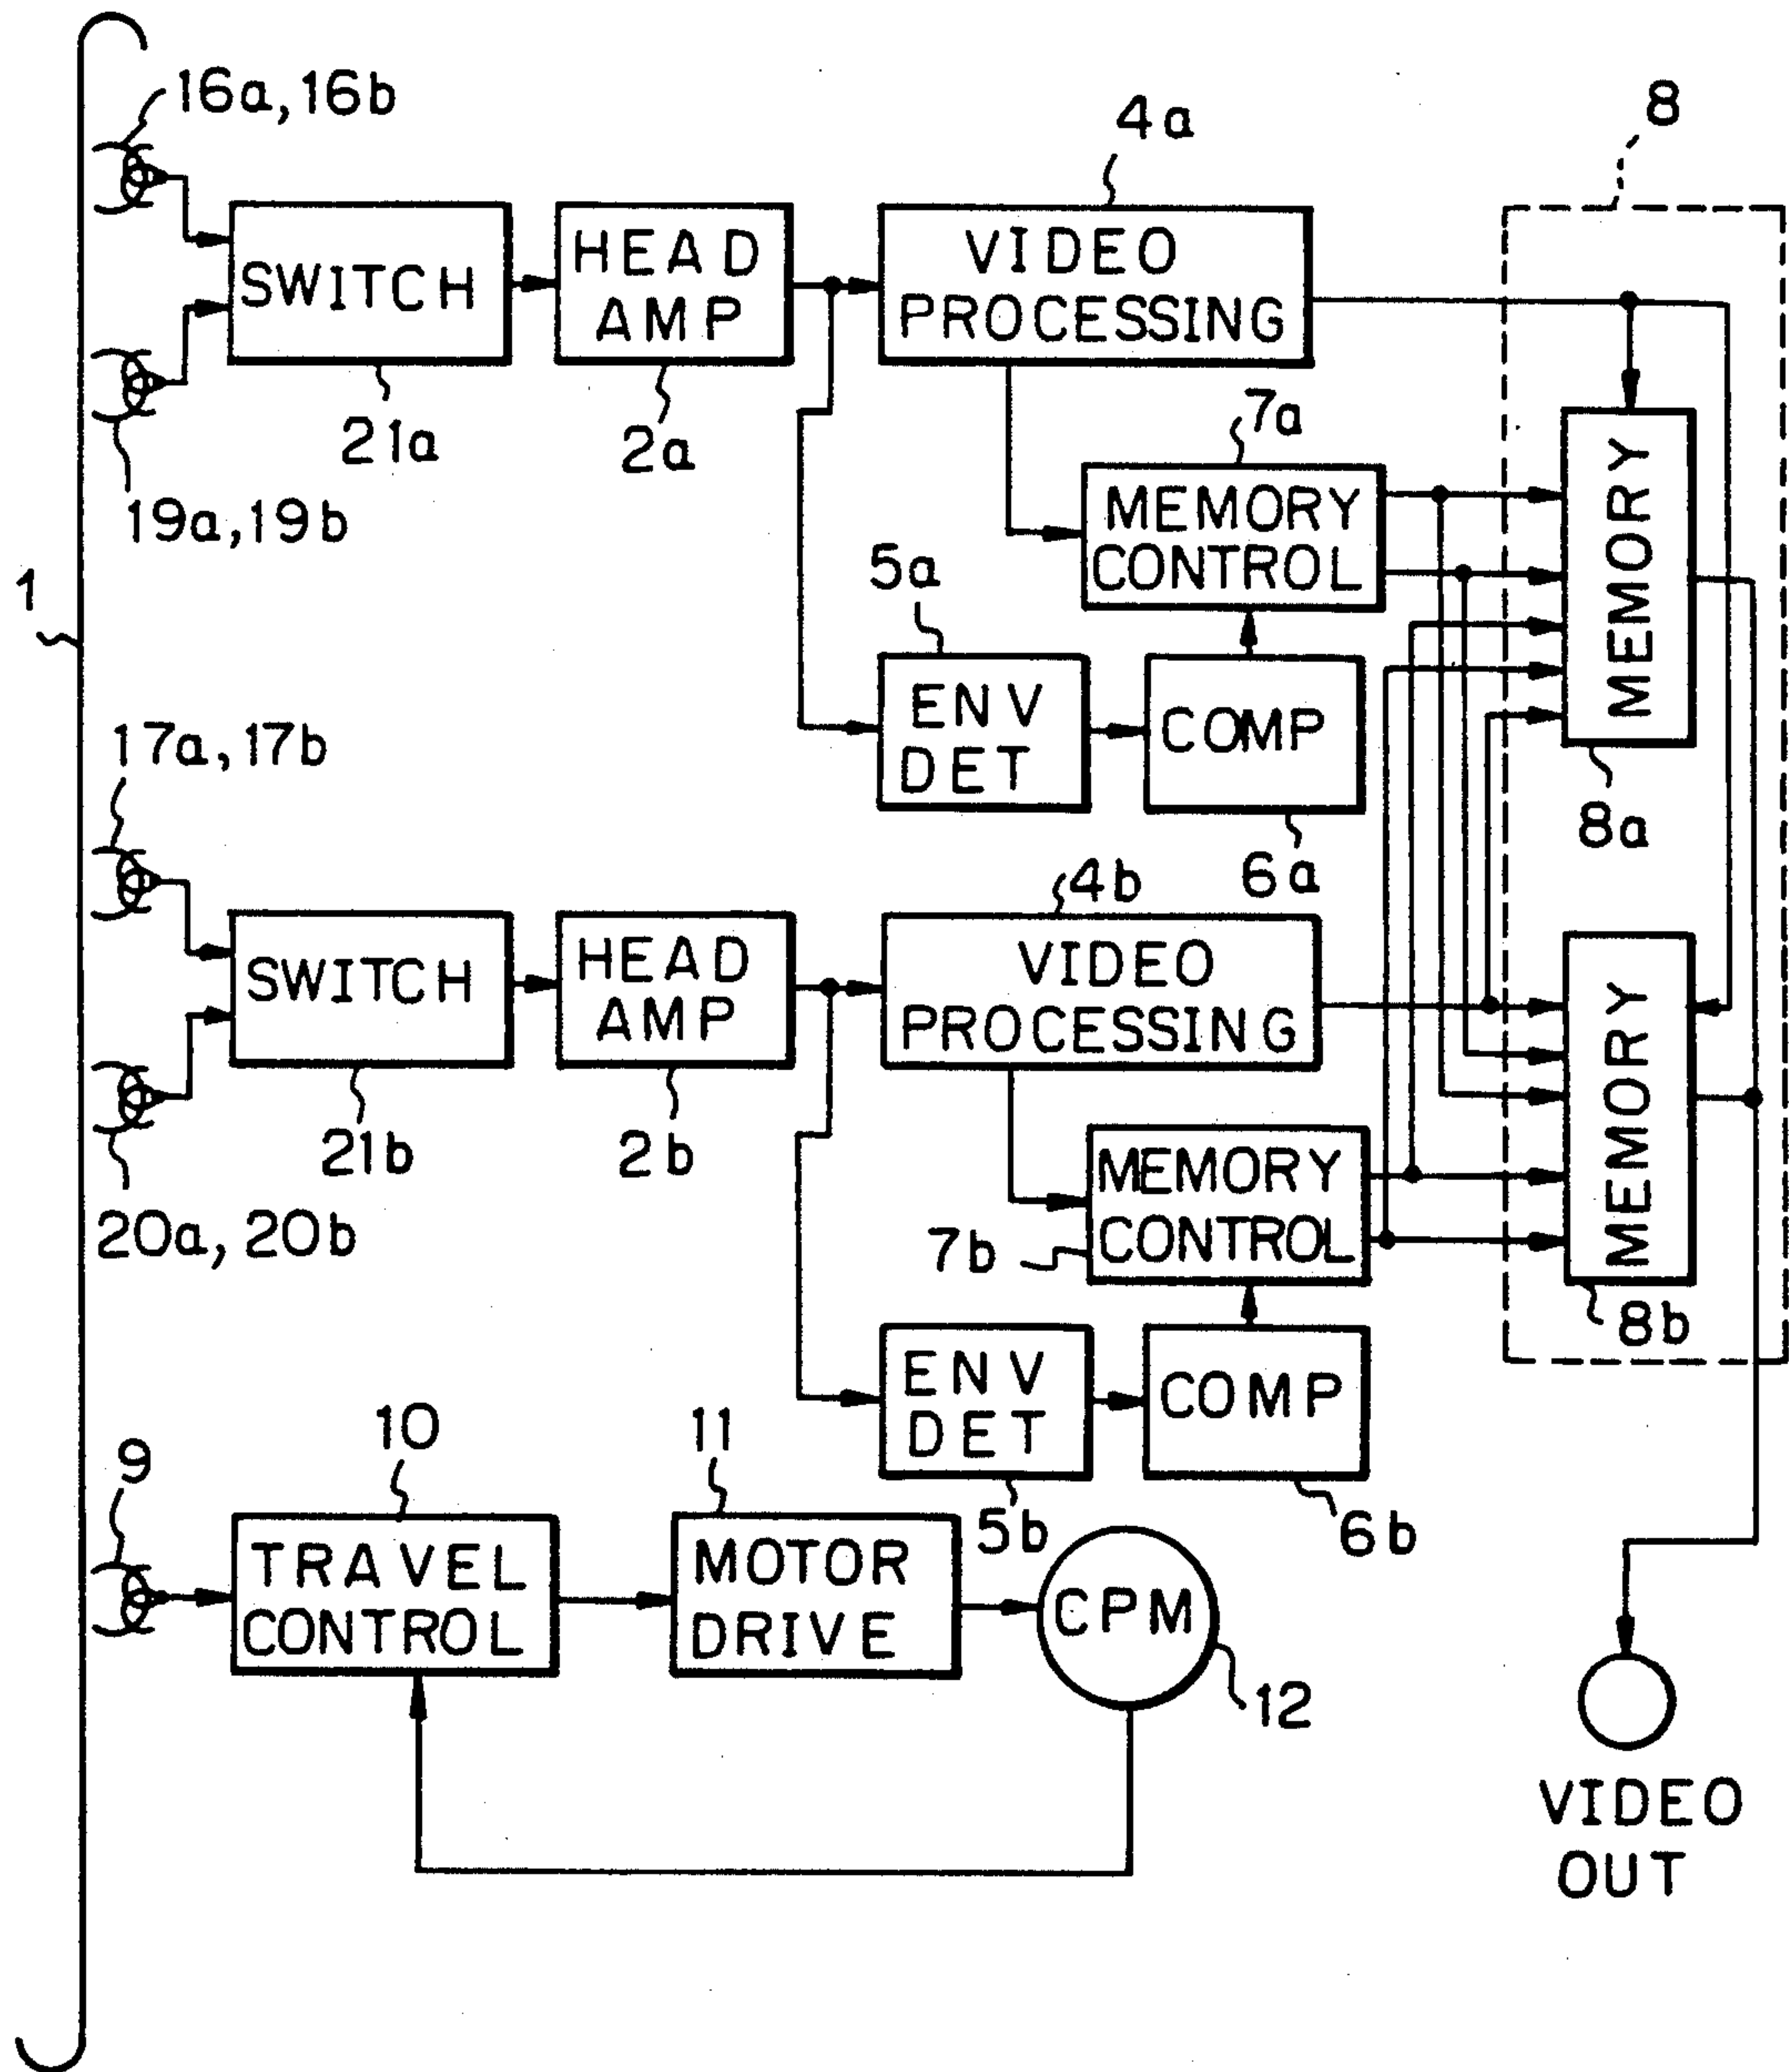 16a, 16b
4a
8
SWITCH
HEAD
AMP
VIDEO
PROCESSING
21a
2a
7a
19a, 19b
MEMORY
CONTROL
MEMORY
1
5a
ENV
DET
COMP
17a, 17b
8a
6a
4b
SWITCH
HEAD
AMP
VIDEO
PROCESSING
MEMORY
21b
2b
MEMORY
CONTROL
20a, 20b
7b
8b
ENV
DET
COMP
9
10
11
5b
6b
TRAVEL
CONTROL
MOTOR
DRIVE
CPM
12
VIDEO
OUT